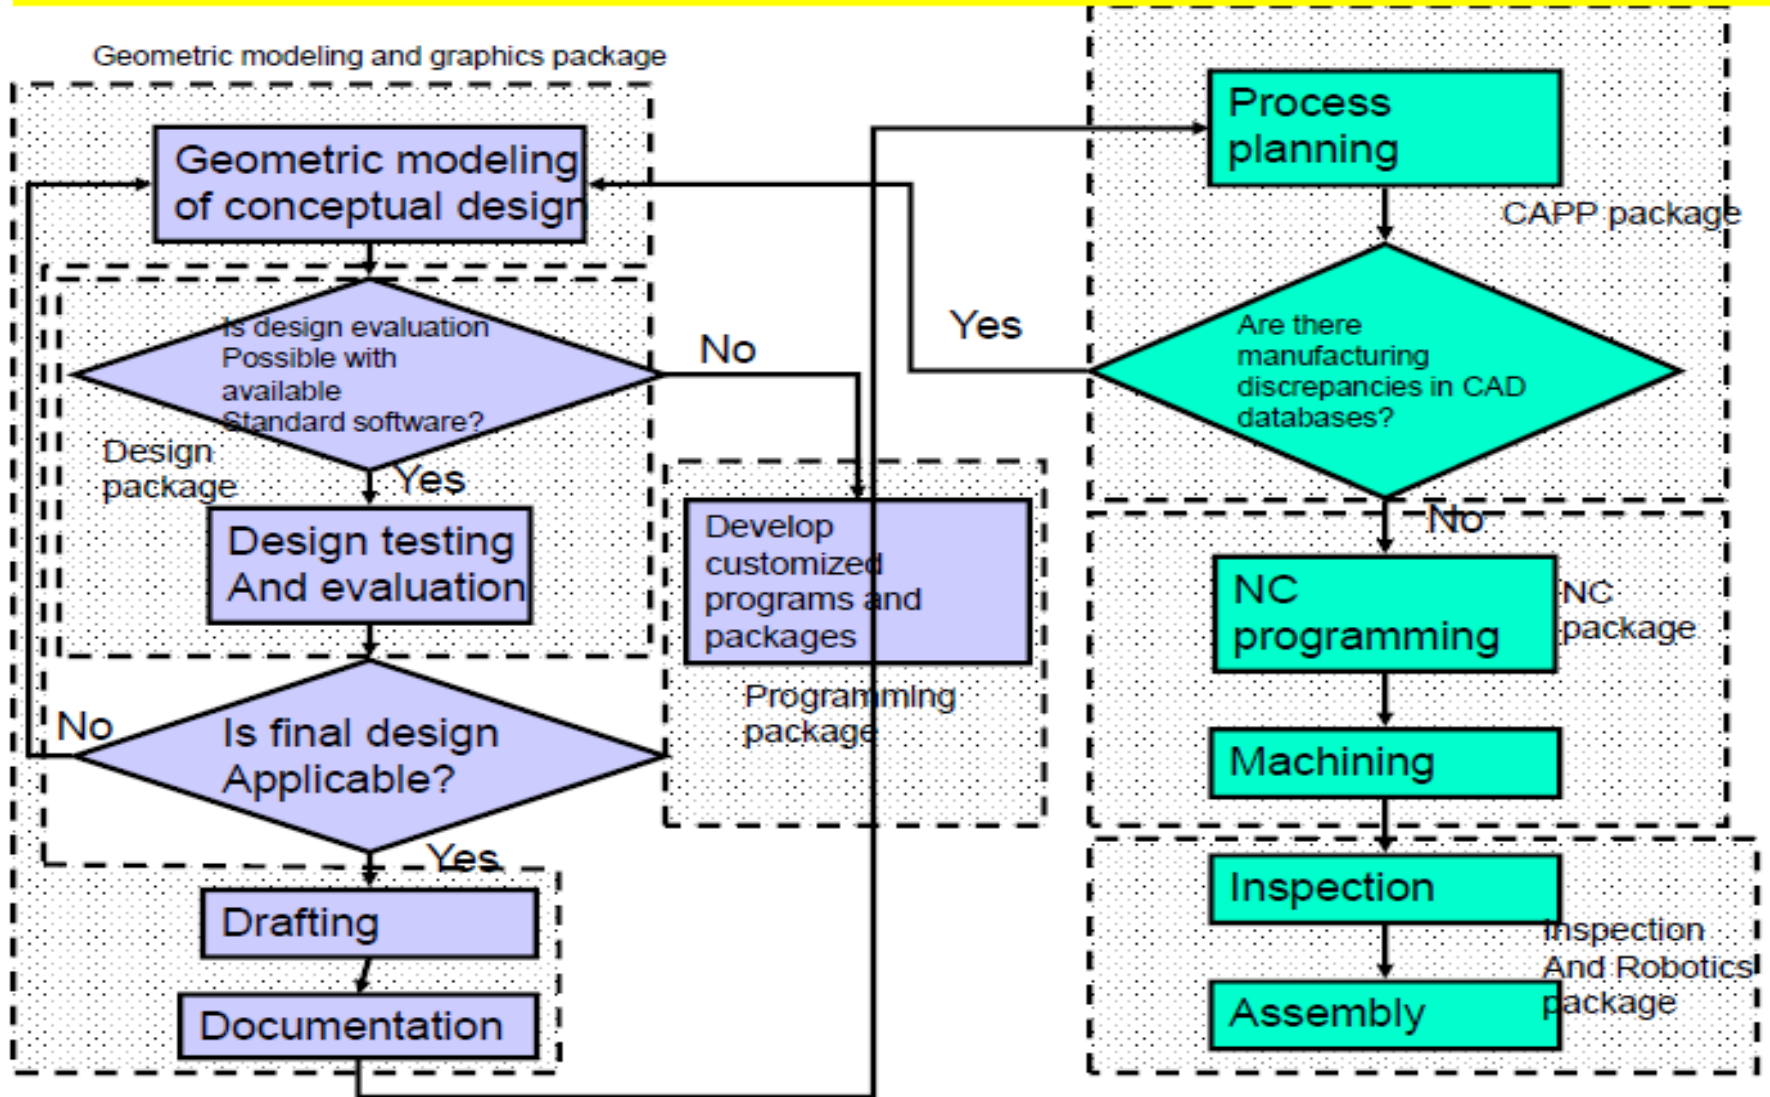 Geometric modeling and graphics package
Geometric modeling
of conceptual design
Is design evaluation
Possible with
available
Standard software?
No
Design
package
Yes
Design testing
And evaluation
Develop
customized
programs and
packages
Programming
package
No
Is final design
Applicable?
Yes
Drafting
Documentation
Process
planning
CAPP package
Yes
Are there
manufacturing
discrepancies in CAD
databases?
No
NC
programming
NC
package
Machining
Inspection
Inspection
And Robotics
package
Assembly